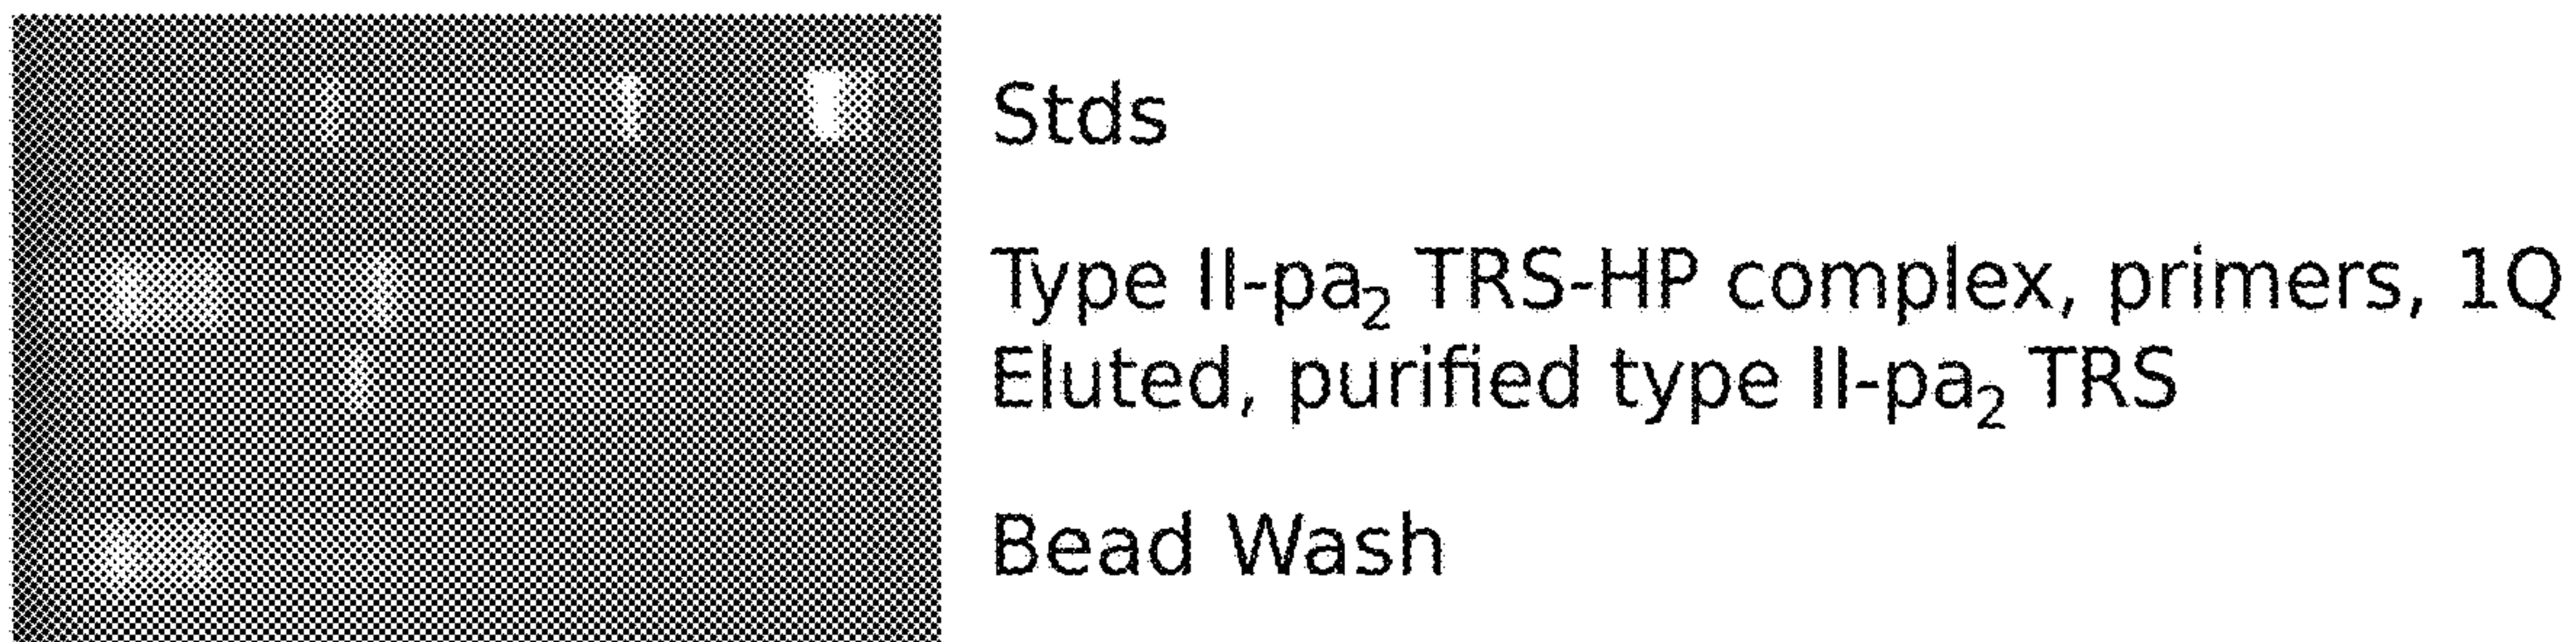 Stds
Type II-pa₂ TRS-HP complex, primers, 1Q
Eluted, purified type II-pa₂ TRS
Bead Wash